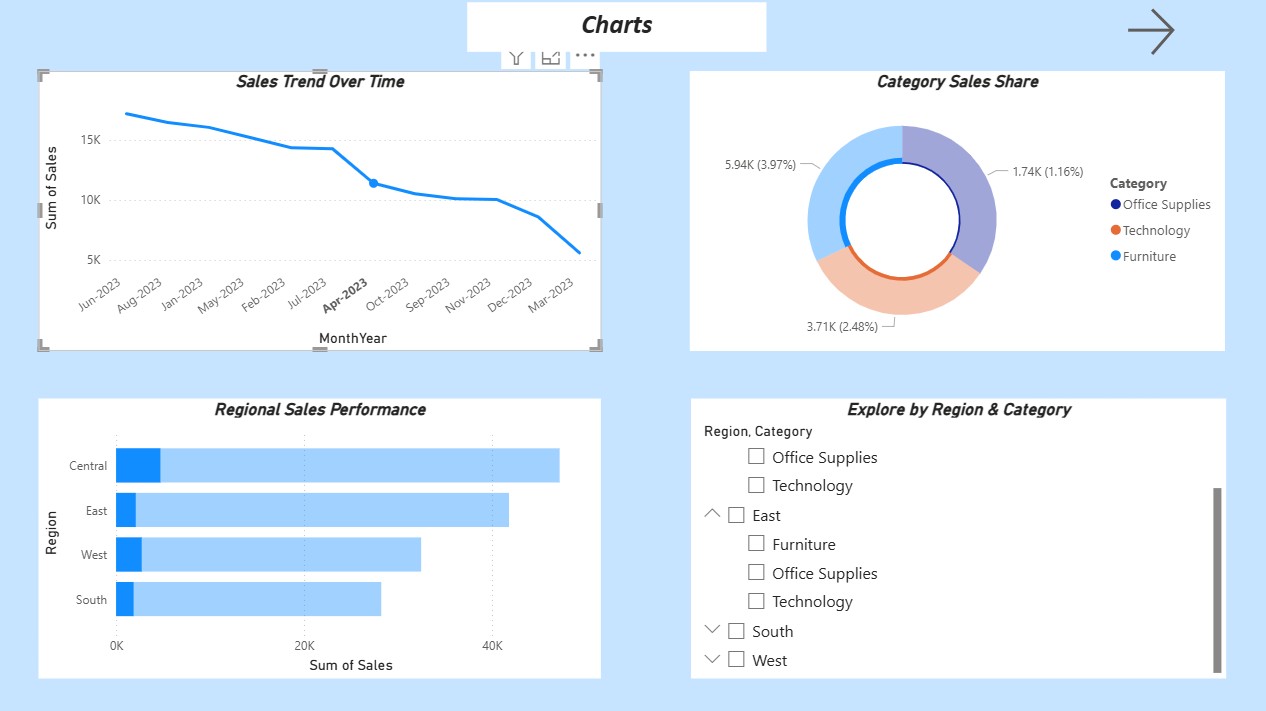 Charts
Sales Trend Over Time
Sum of Sales
15K
10K
5K
Jun-2023
Aug-2023
Jan-2023
May-2023
Feb-2023
Jul-2023
Apr-2023
Oct-2023
Sep-2023
Nov-2023
Dec-2023
Mar-2023
MonthYear
Category Sales Share
5.94K (3.97%)
1.74K (1.16%)
3.71K (2.48%)
Category
Office Supplies
Technology
Furniture
Regional Sales Performance
Region
Central
East
West
South
0K
20K
40K
Sum of Sales
Explore by Region & Category
Region, Category
Office Supplies
Technology
East
Furniture
Office Supplies
Technology
South
West